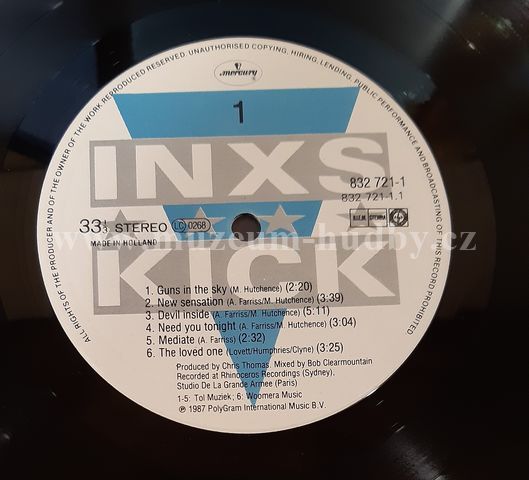 ALL RIGHTS OF THE PRODUCER AND OF THE OWNER OF THE WORK REPRODUCED RESERVED. UNAUTHORISED COPYING, HIRING, LENDING, PUBLIC PERFORMANCE AND BROADCASTING OF THIS RECORD PROHIBITED
mercury
1
INXS
832 721-1
832 721-1.1
33⅓ STEREO LC 0268 B.I.E.M. STEMRA
MADE IN HOLLAND
www.muzeum-hudby.cz
KICK
1. Guns in the sky (M. Hutchence) (2:20)
2. New sensation (A. Farriss/M. Hutchence) (3:39)
3. Devil inside (A. Farriss/M. Hutchence) (5:11)
4. Need you tonight (A. Farriss/M. Hutchence) (3:04)
5. Mediate (A. Farriss) (2:32)
6. The loved one (Lovett/Humphries/Clyne) (3:25)
Produced by Chris Thomas. Mixed by Bob Clearmountain
Recorded at Rhinoceros Recordings (Sydney),
Studio De La Grande Armee (Paris)
1-5: Tol Muziek; 6: Woomera Music
℗ 1987 PolyGram International Music B.V.